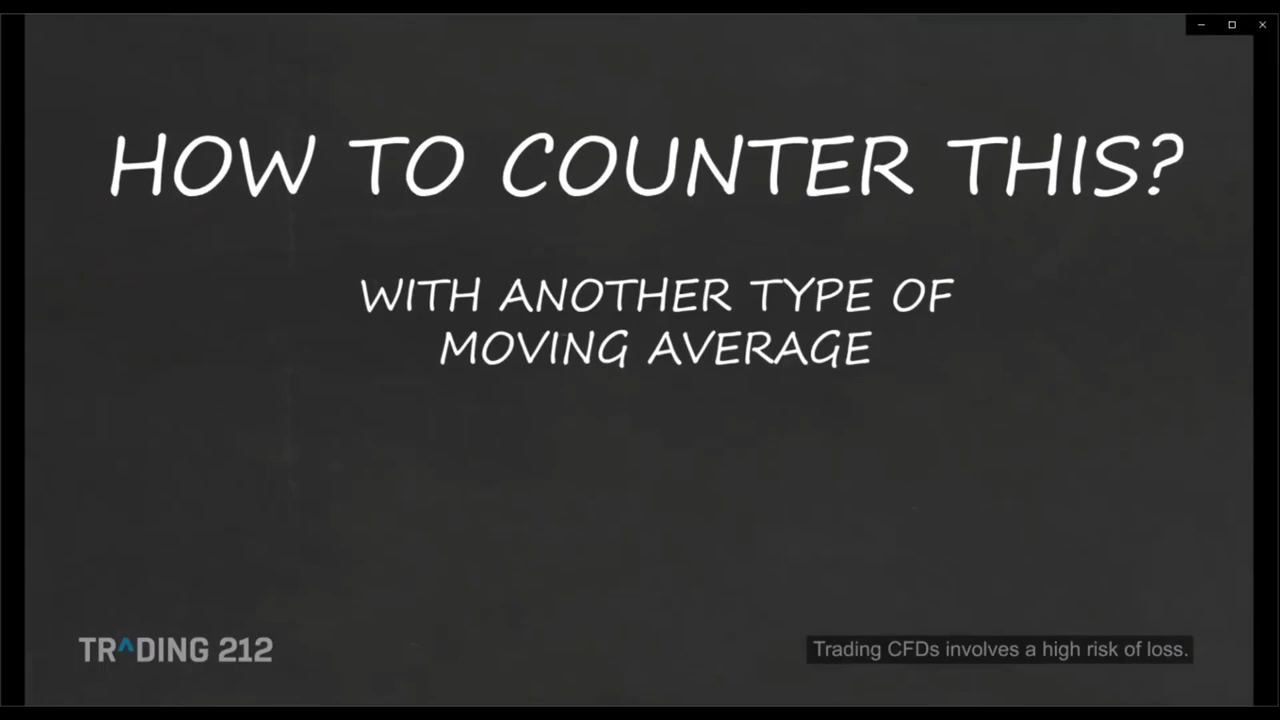 HOW TO COUNTER THIS?
WITH ANOTHER TYPE OF
MOVING AVERAGE
TRADING 212
Trading CFDs involves a high risk of loss.